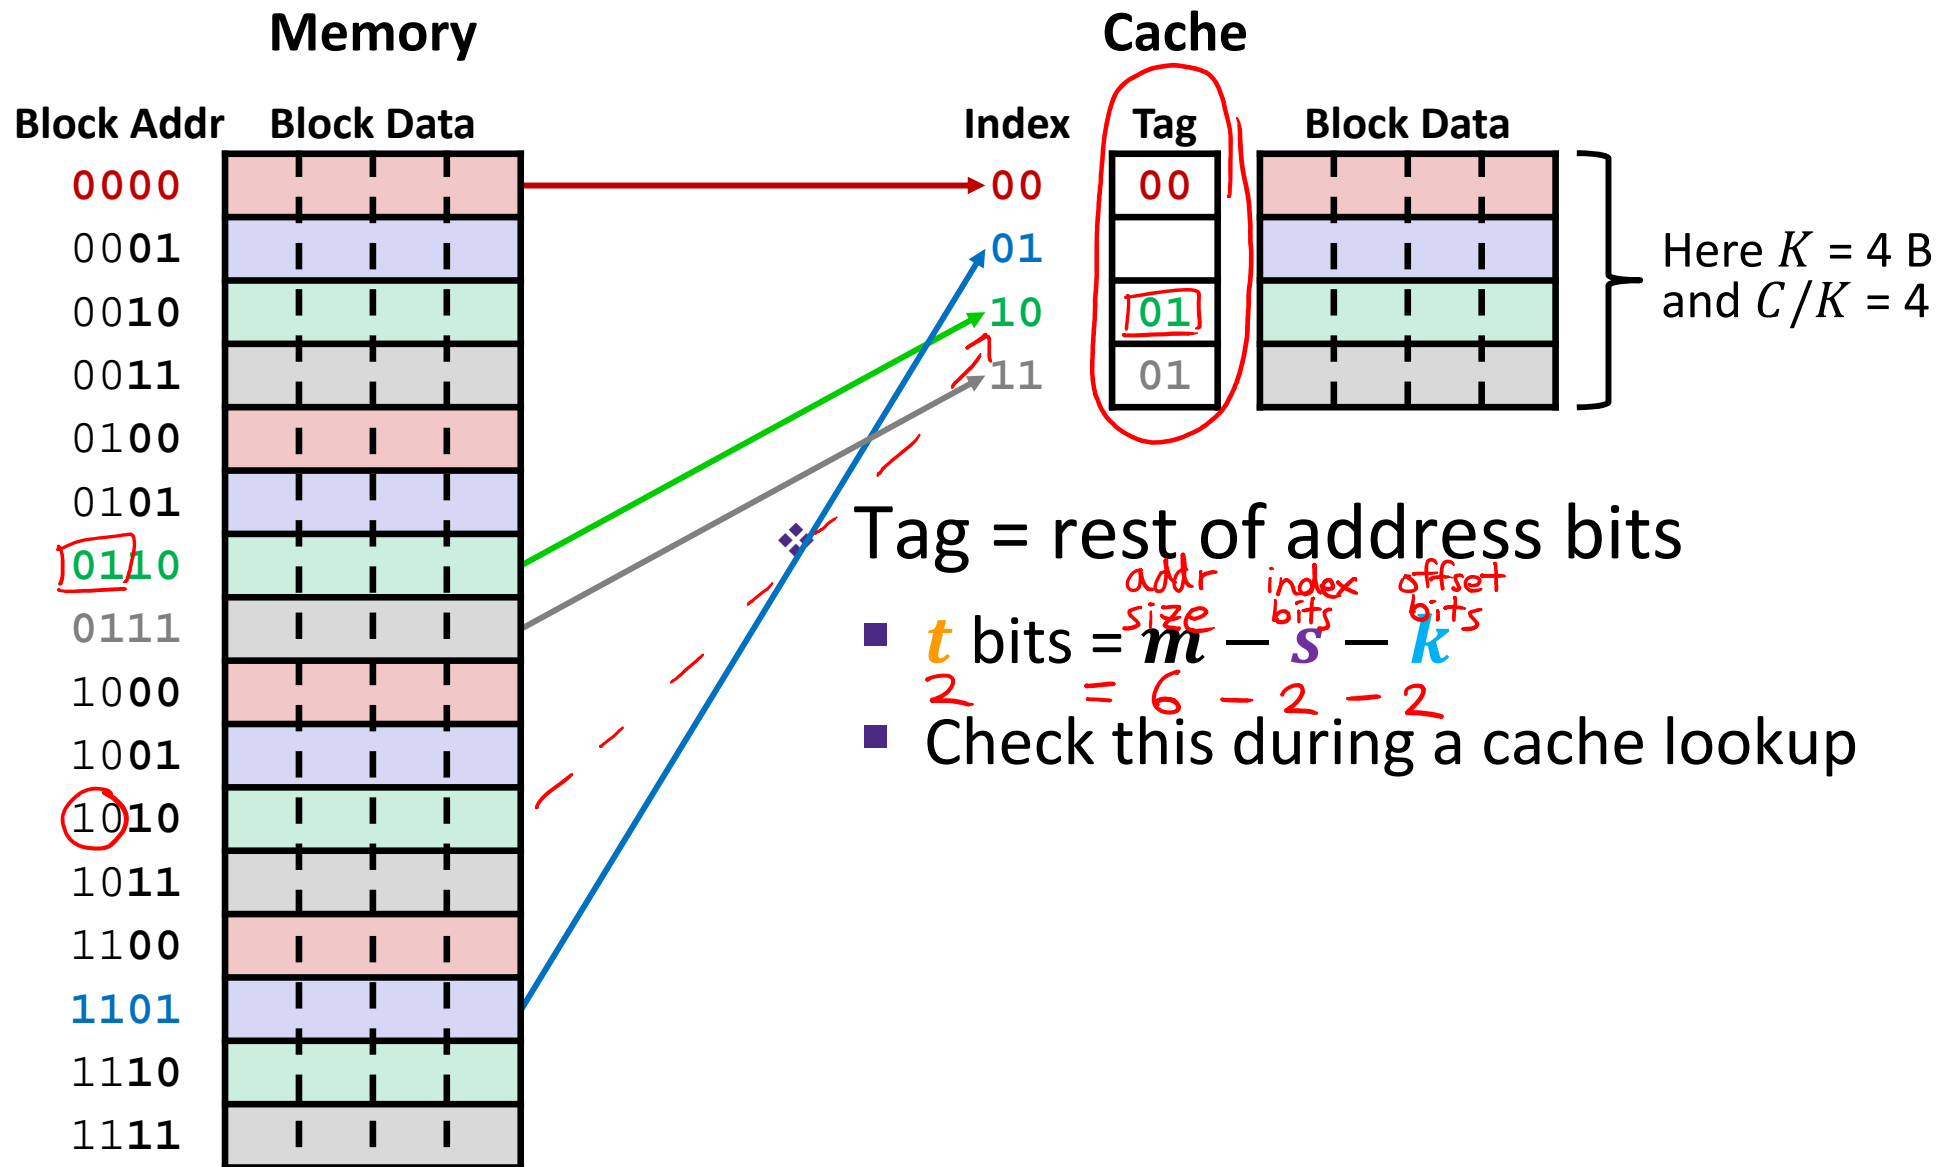 Memory
Cache
Block Addr Block Data
Index Tag Block Data
0000
0001
0010
0011
0100
0101
0110
0111
1000
1001
1010
1011
1100
1101
1110
1111
00 00
01
10 01
11 01
Here K = 4 B
and C/K = 4
❖ Tag = rest of address bits
addr size
index bits
offset bits
■ t bits = m – s – k
2 = 6 – 2 – 2
■ Check this during a cache lookup